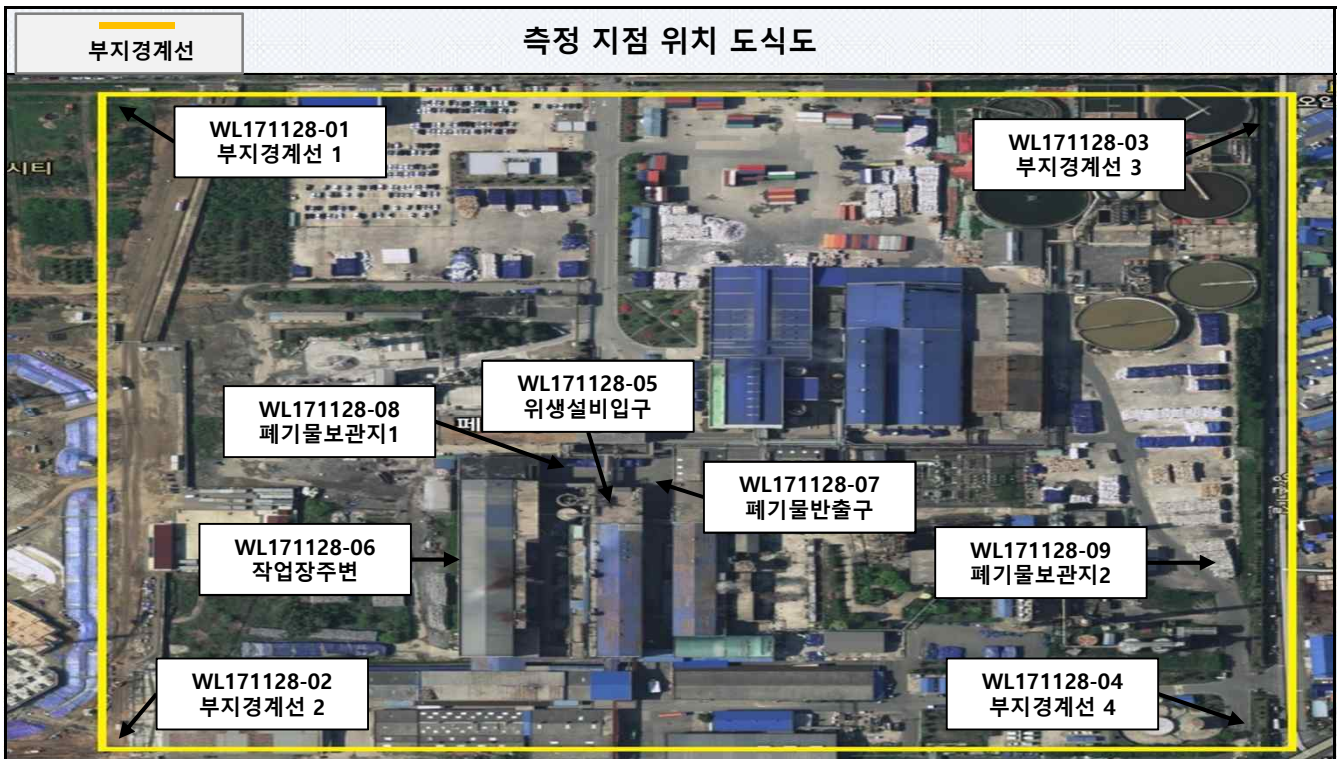 부지경계선
측정 지점 위치 도식도
WL171128-01
부지경계선 1
WL171128-03
부지경계선 3
시티
WL171128-05
위생설비입구
WL171128-08
폐기물보관지1
페
WL171128-07
폐기물반출구
WL171128-06
작업장주변
WL171128-09
폐기물보관지2
WL171128-02
부지경계선 2
WL171128-04
부지경계선 4